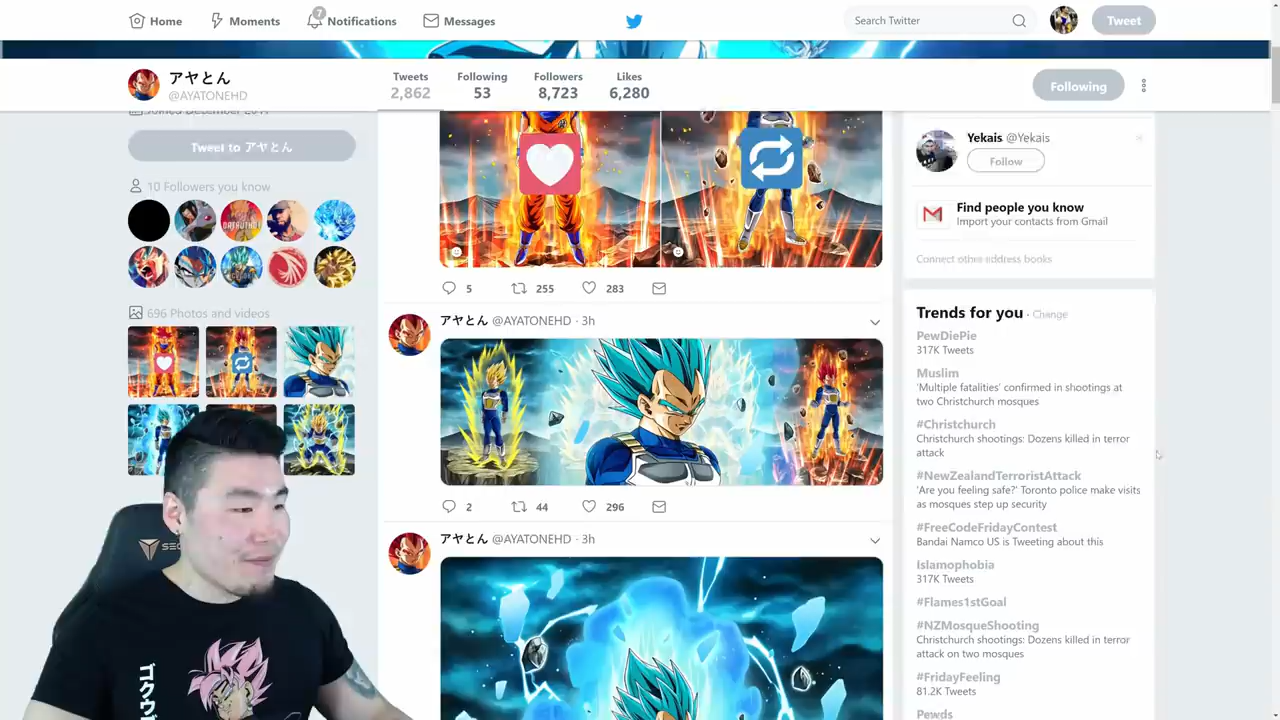 Home
Moments
7
Notifications
Messages
Search Twitter
Tweet
アヤとん
@AYATONEHD
Tweets
2,862
Following
53
Followers
8,723
Likes
6,280
Following
Tweet to アヤとん
10 Followers you know
696 Photos and videos
5 255 283
アヤとん @AYATONEHD · 3h
2 44 296
アヤとん @AYATONEHD · 3h
Yekais @Yekais
Follow
Find people you know
Import your contacts from Gmail
Connect other address books
Trends for you · Change
PewDiePie
317K Tweets
Muslim
'Multiple fatalities' confirmed in shootings at
two Christchurch mosques
#Christchurch
Christchurch shootings: Dozens killed in terror
attack
#NewZealandTerroristAttack
'Are you feeling safe?' Toronto police make visits
as mosques step up security
#FreeCodeFridayContest
Bandai Namco US is Tweeting about this
Islamophobia
317K Tweets
#Flames1stGoal
#NZMosqueShooting
Christchurch shootings: Dozens killed in terror
attack on two mosques
#FridayFeeling
81.2K Tweets
Pewds
SEC
ゴクウブ